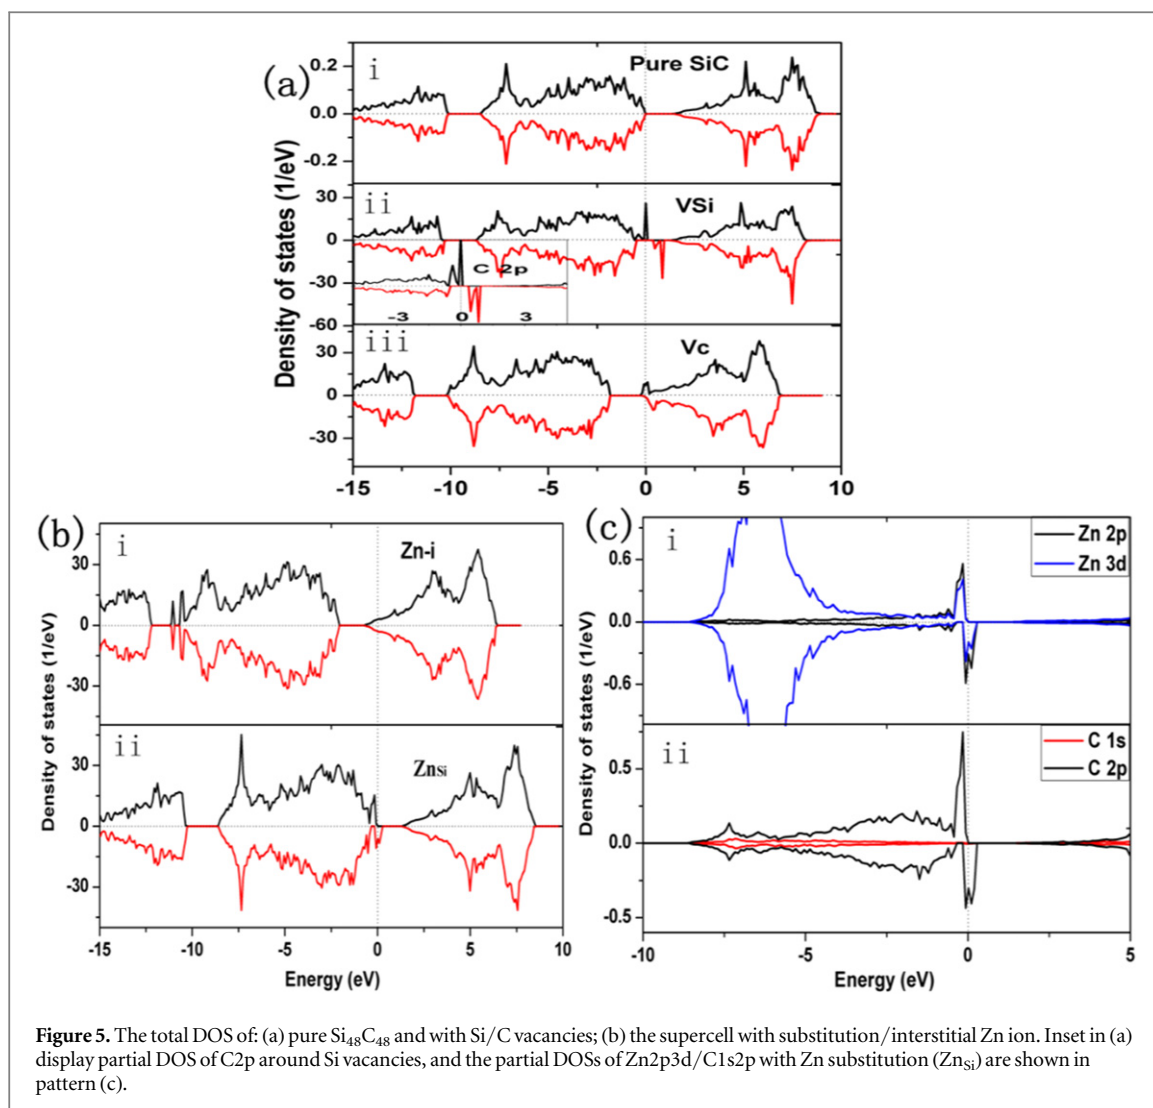 (a)
Density of states (1/eV)
i
Pure SiC
0.2
0.0
-0.2
ii
VSi
30
0
-30
-60
C 2p
-3 0 3
iii
Vc
30
0
-30
-15 -10 -5 0 5 10
(b)
Density of states (1/eV)
i
Zn-i
30
0
-30
ii
ZnSi
30
0
-30
-15 -10 -5 0 5 10
Energy (eV)
(c)
Density of states (1/eV)
i
Zn 2p
Zn 3d
0.6
0.0
-0.6
ii
C 1s
C 2p
0.5
0.0
-0.5
-10 -5 0 5
Energy (eV)
Figure 5. The total DOS of: (a) pure Si48C48 and with Si/C vacancies; (b) the supercell with substitution/interstitial Zn ion. Inset in (a)
display partial DOS of C2p around Si vacancies, and the partial DOSs of Zn2p3d/C1s2p with Zn substitution (ZnSi) are shown in
pattern (c).